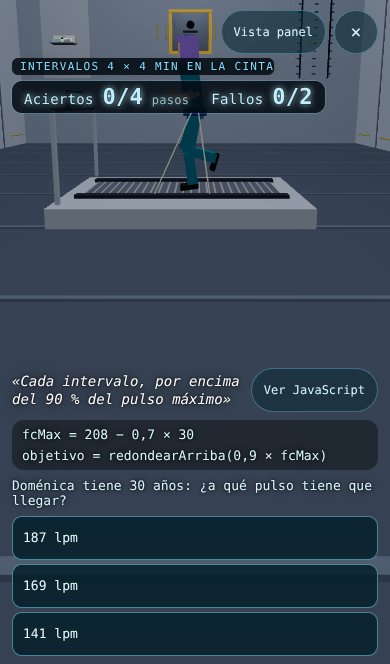 Vista panel
×
INTERVALOS 4 × 4 MIN EN LA CINTA
Aciertos 0/4 pasos Fallos 0/2
«Cada intervalo, por encima
del 90 % del pulso máximo»
Ver JavaScript
fcMax = 208 − 0,7 × 30
objetivo = redondearArriba(0,9 × fcMax)
Doménica tiene 30 años: ¿a qué pulso tiene que
llegar?
187 lpm
169 lpm
141 lpm